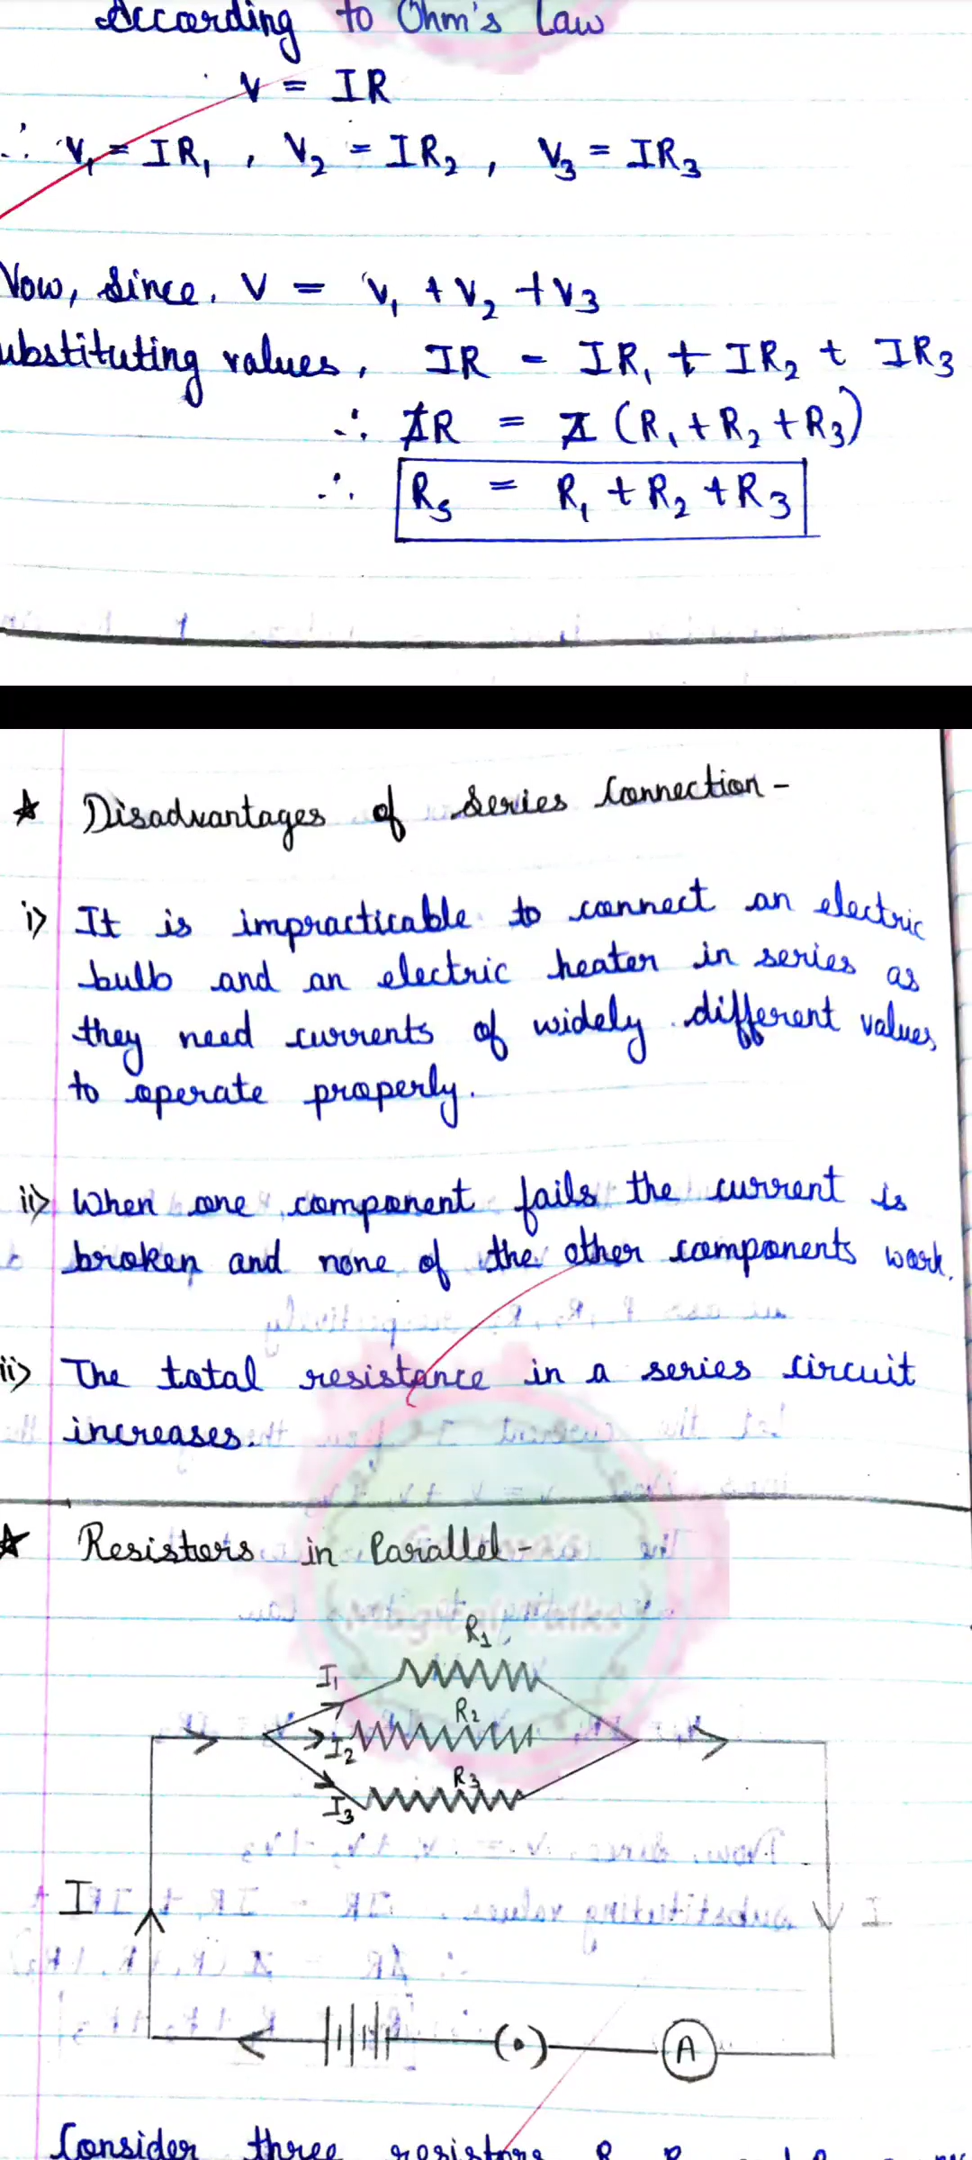 According to Ohm's Law
V = IR
∴ V₁ = IR₁ , V₂ = IR₂ , V₃ = IR₃
Now, Since, V = V₁ + V₂ + V₃
ubstituting values, IR = IR₁ + IR₂ + IR₃
∴ IR = I (R₁ + R₂ + R₃)
∴ Rs = R₁ + R₂ + R₃
☆ Disadvantages of Series Connection -
i) It is impracticable to connect an electric
bulb and an electric heater in series as
they need currents of widely different values
to operate properly.
ii) When one component fails the current is
broken and none of the other components work.
ii) The total resistance in a series circuit
increases.
☆ Resistors in Parallel -
R₁
I₁
R₂
I₂
R₃
I₃
I
I
A
Consider three resistors